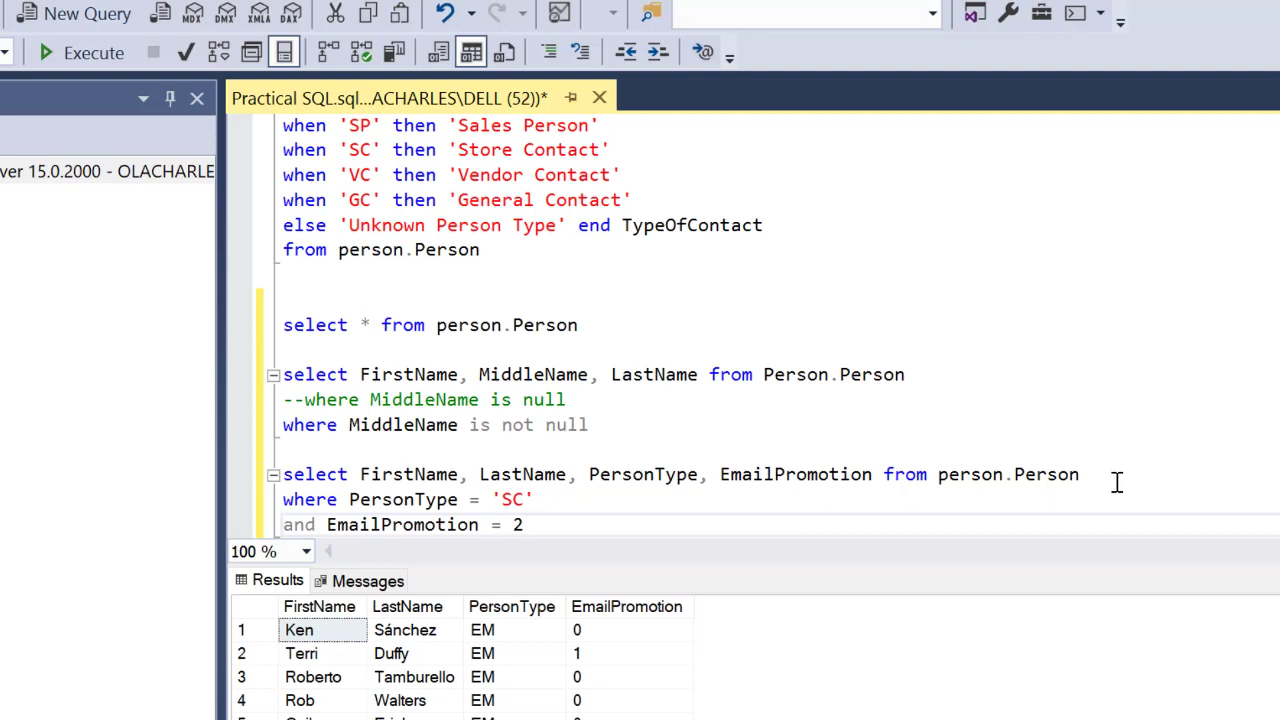 New Query MDX DMX XMLA DAX
Execute
Practical SQL.sql...ACHARLES\DELL (52))*
when 'SP' then 'Sales Person'
when 'SC' then 'Store Contact'
ver 15.0.2000 - OLACHARLE
when 'VC' then 'Vendor Contact'
when 'GC' then 'General Contact'
else 'Unknown Person Type' end TypeOfContact
from person.Person
select * from person.Person
select FirstName, MiddleName, LastName from Person.Person
--where MiddleName is null
where MiddleName is not null
select FirstName, LastName, PersonType, EmailPromotion from person.Person
where PersonType = 'SC'
and EmailPromotion = 2
100 %
Results Messages
FirstName LastName PersonType EmailPromotion
1 Ken Sánchez EM 0
2 Terri Duffy EM 1
3 Roberto Tamburello EM 0
4 Rob Walters EM 0